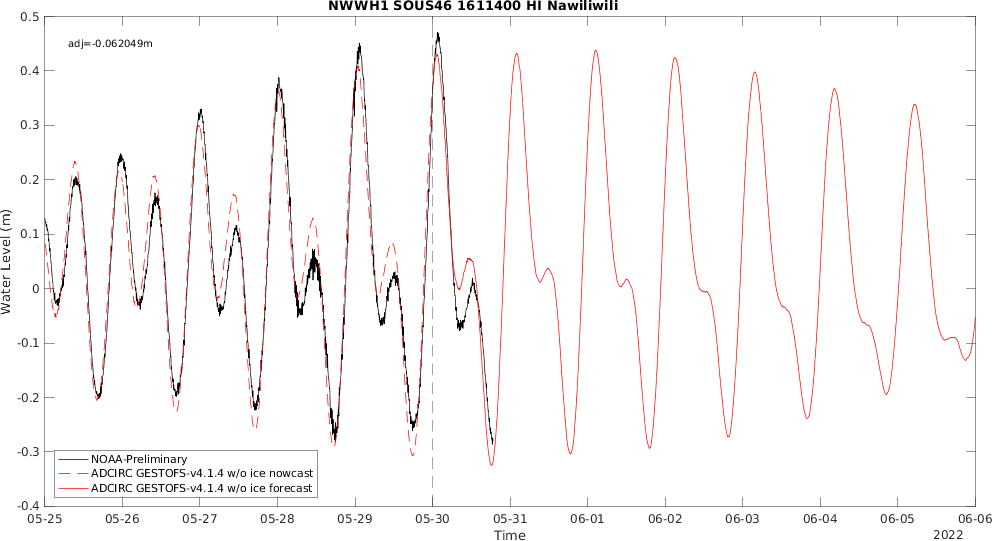 NWWH1 SOUS46 1611400 HI Nawiliwili
adj=-0.062049m
Water Level (m)
0.5
0.4
0.3
0.2
0.1
0
-0.1
-0.2
-0.3
-0.4
NOAA-Preliminary
ADCIRC GESTOFS-v4.1.4 w/o ice nowcast
ADCIRC GESTOFS-v4.1.4 w/o ice forecast
05-25 05-26 05-27 05-28 05-29 05-30 05-31 06-01 06-02 06-03 06-04 06-05 06-06
Time
2022